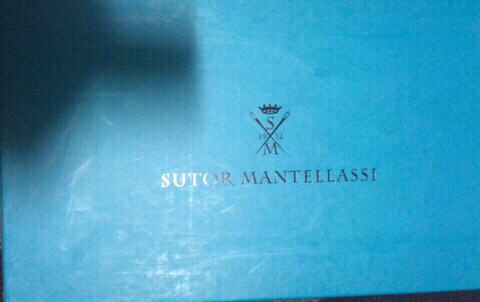 S
19 12
M
SUTOR MANTELLASSI